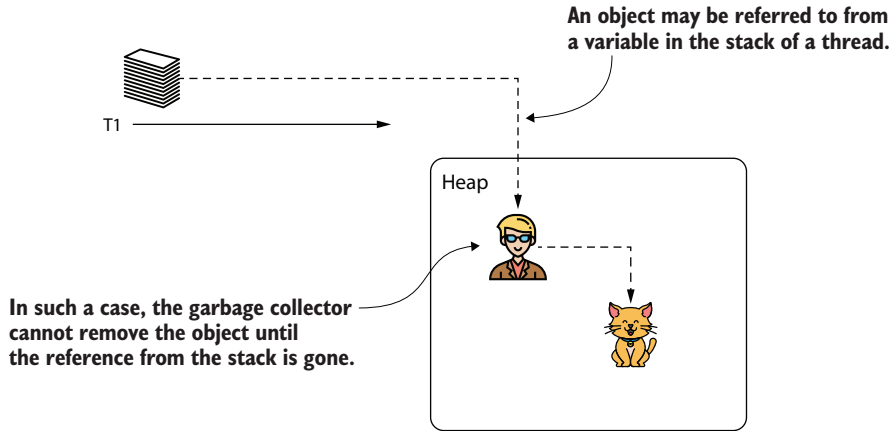 An object may be referred to from
a variable in the stack of a thread.
T1
Heap
In such a case, the garbage collector
cannot remove the object until
the reference from the stack is gone.